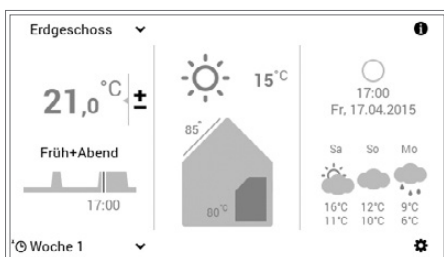 Erdgeschoss
21,0 °C ±
Früh+Abend
17:00
Woche 1
15°C
85°
80°C
17:00
Fr, 17.04.2015
Sa So Mo
16°C 12°C 9°C
11°C 10°C 6°C